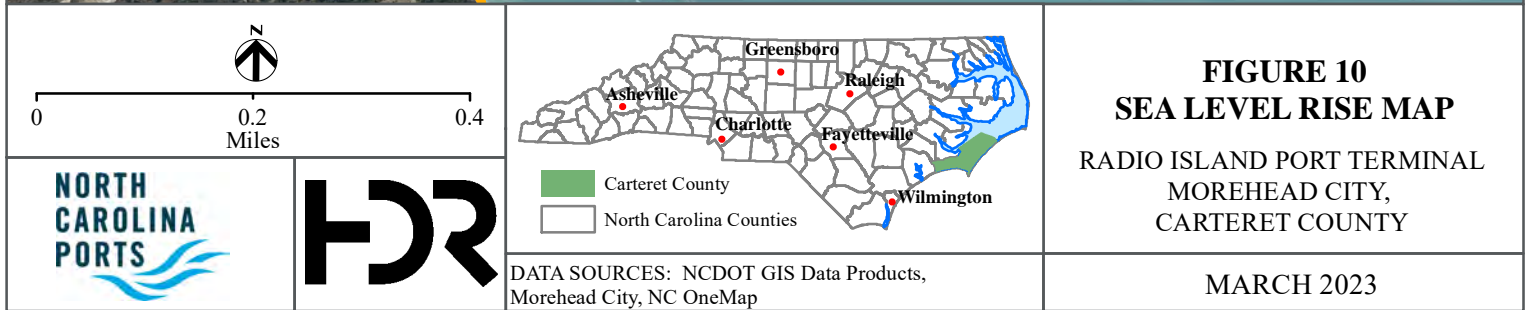 N
0
0.2
0.4
Miles
NORTH
CAROLINA
PORTS
HDR
Greensboro
Raleigh
Asheville
Charlotte
Fayetteville
Wilmington
Carteret County
North Carolina Counties
DATA SOURCES: NCDOT GIS Data Products,
Morehead City, NC OneMap
FIGURE 10
SEA LEVEL RISE MAP
RADIO ISLAND PORT TERMINAL
MOREHEAD CITY,
CARTERET COUNTY
MARCH 2023